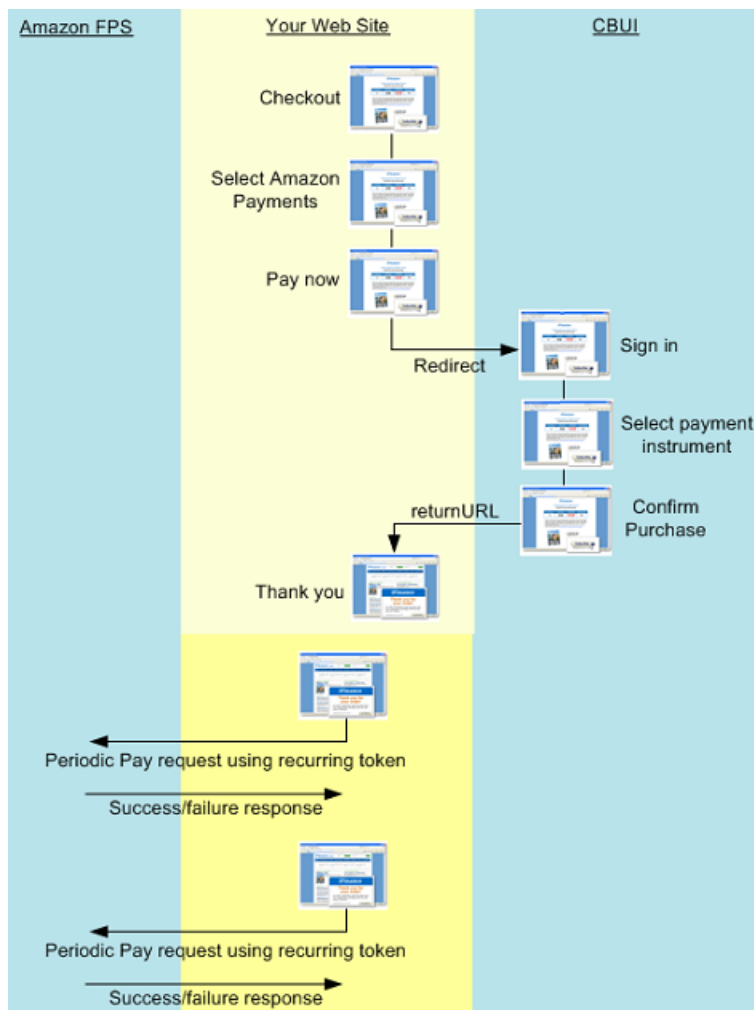 Amazon FPS
Your Web Site
CBUI
Checkout
Select Amazon
Payments
Pay now
Redirect
Sign in
Select payment
instrument
returnURL
Confirm
Purchase
Thank you
Periodic Pay request using recurring token
Success/failure response
Periodic Pay request using recurring token
Success/failure response